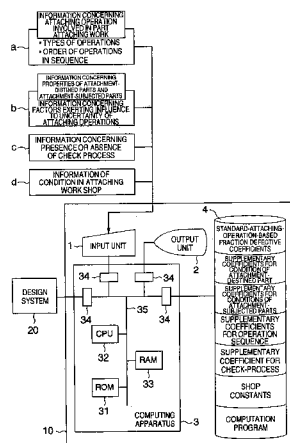 INFORMATION CONCERNING
ATTACHING OPERATION
INVOLVED IN PART
ATTACHING WORK
a
• TYPES OF OPERATIONS
• ORDER OF OPERATIONS
IN SEQUENCE
INFORMATION CONCERNING
PROPERTIES OF ATTACHMENT-
DISTINED PARTS AND
ATTACHMENT-SUBJECTED PARTS
b
INFORMATION CONCERNING
FACTORS EXERTING INFLUENCE
TO UNCERTAINTY OF
ATTACHING OPERATIONS
c
INFORMATION CONCERNING
PRESENCE OR ABSENCE
OF CHECK PROCESS
d
INFORMATION OF
CONDITION IN ATTACHING
WORK SHOP
4
1
INPUT UNIT
OUTPUT
UNIT
2
STANDARD-ATTACHING-
OPERATION-BASED
FRACTION DEFECTIVE
COEFFICIENTS
SUPPLEMENTARY
COEFFICIENTS FOR
CONDITION OF
ATTACHMENT-
DISTINED PART
SUPPLEMENTARY
COEFFICIENTS FOR
CONDITIONS OF
ATTACHMENT-
SUBJECTED PARTS
SUPPLEMENTARY
COEFFICIENTS
FOR OPERATION
SEQUENCE
SUPPLEMENTARY
COEFFICIENT FOR
CHECK-PROCESS
SHOP
CONSTANTS
COMPUTATION
PROGRAM
34
34
DESIGN
SYSTEM
20
34
35
34
CPU
32
RAM
33
ROM
31
COMPUTING
APPARATUS
3
10